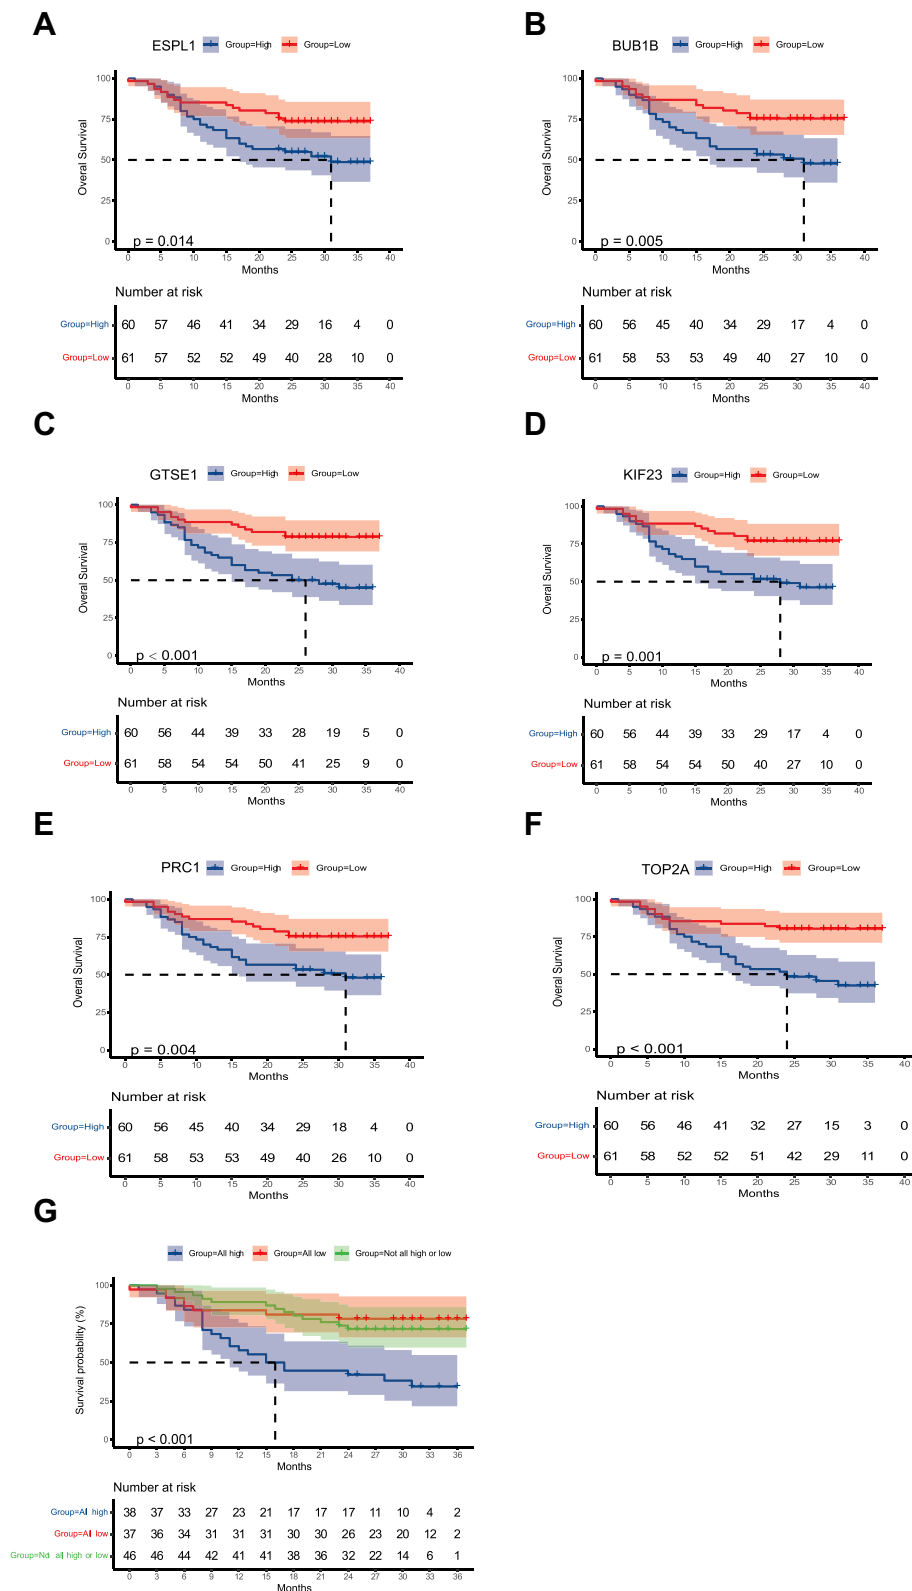 A
ESPL1 Group=High Group=Low
Overal Survival
100
75
50
25
0
p = 0.014
0 5 10 15 20 25 30 35 40
Months
Number at risk
Group=High 60 57 46 41 34 29 16 4 0
Group=Low 61 57 52 52 49 40 28 10 0
0 5 10 15 20 25 30 35 40
Months
B
BUB1B Group=High Group=Low
Overal Survival
100
75
50
25
0
p = 0.005
0 5 10 15 20 25 30 35 40
Months
Number at risk
Group=High 60 56 45 40 34 29 17 4 0
Group=Low 61 58 53 53 49 40 27 10 0
0 5 10 15 20 25 30 35 40
Months
C
GTSE1 Group=High Group=Low
Overal Survival
100
75
50
25
0
p < 0.001
0 5 10 15 20 25 30 35 40
Months
Number at risk
Group=High 60 56 44 39 33 28 19 5 0
Group=Low 61 58 54 54 50 41 25 9 0
0 5 10 15 20 25 30 35 40
Months
D
KIF23 Group=High Group=Low
Overal Survival
100
75
50
25
0
p = 0.001
0 5 10 15 20 25 30 35 40
Months
Number at risk
Group=High 60 56 44 39 33 29 17 4 0
Group=Low 61 58 54 54 50 40 27 10 0
0 5 10 15 20 25 30 35 40
Months
E
PRC1 Group=High Group=Low
Overal Survival
100
75
50
25
0
p = 0.004
0 5 10 15 20 25 30 35 40
Months
Number at risk
Group=High 60 56 45 40 34 29 18 4 0
Group=Low 61 58 53 53 49 40 26 10 0
0 5 10 15 20 25 30 35 40
Months
F
TOP2A Group=High Group=Low
Overal Survival
100
75
50
25
0
p < 0.001
0 5 10 15 20 25 30 35 40
Months
Number at risk
Group=High 60 56 46 41 32 27 15 3 0
Group=Low 61 58 52 52 51 42 29 11 0
0 5 10 15 20 25 30 35 40
Months
G
Group=All high Group=All low Group=Not all high or low
Survival probability (%)
100
75
50
25
0
p < 0.001
0 3 6 9 12 15 18 21 24 27 30 33 36
Months
Number at risk
Group=All high 38 37 33 27 23 21 17 17 17 11 10 4 2
Group=All low 37 36 34 31 31 31 30 30 26 23 20 12 2
Group=Not all high or low 46 46 44 42 41 41 38 36 32 22 14 6 1
0 3 6 9 12 15 18 21 24 27 30 33 36
Months